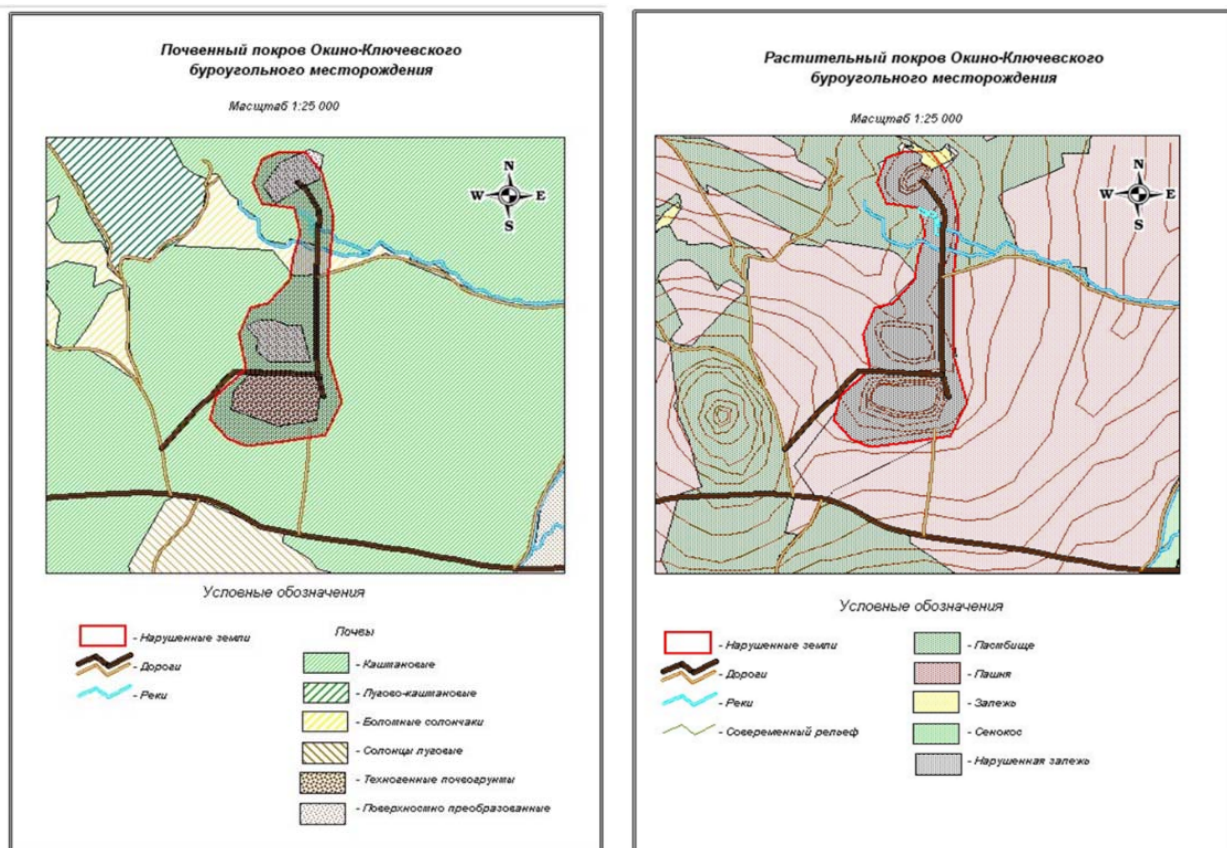 Почвенный покров Окино-Ключевского
буроугольного месторождения
Масштаб 1:25 000
N
W
E
S
Условные обозначения
- Нарушенные земли
- Дороги
- Реки
Почвы
- Каштановые
- Лугово-каштановые
- Болотные солончаки
- Солонцы луговые
- Техногенные почвогрунты
- Поверхностно преобразованные
Растительный покров Окино-Ключевского
буроугольного месторождения
Масштаб 1:25 000
N
W
E
S
Условные обозначения
- Нарушенные земли
- Дороги
- Реки
- Совеременный рельеф
- Пастбище
- Пашня
- Залежь
- Сенокос
- Нарушенная залежь